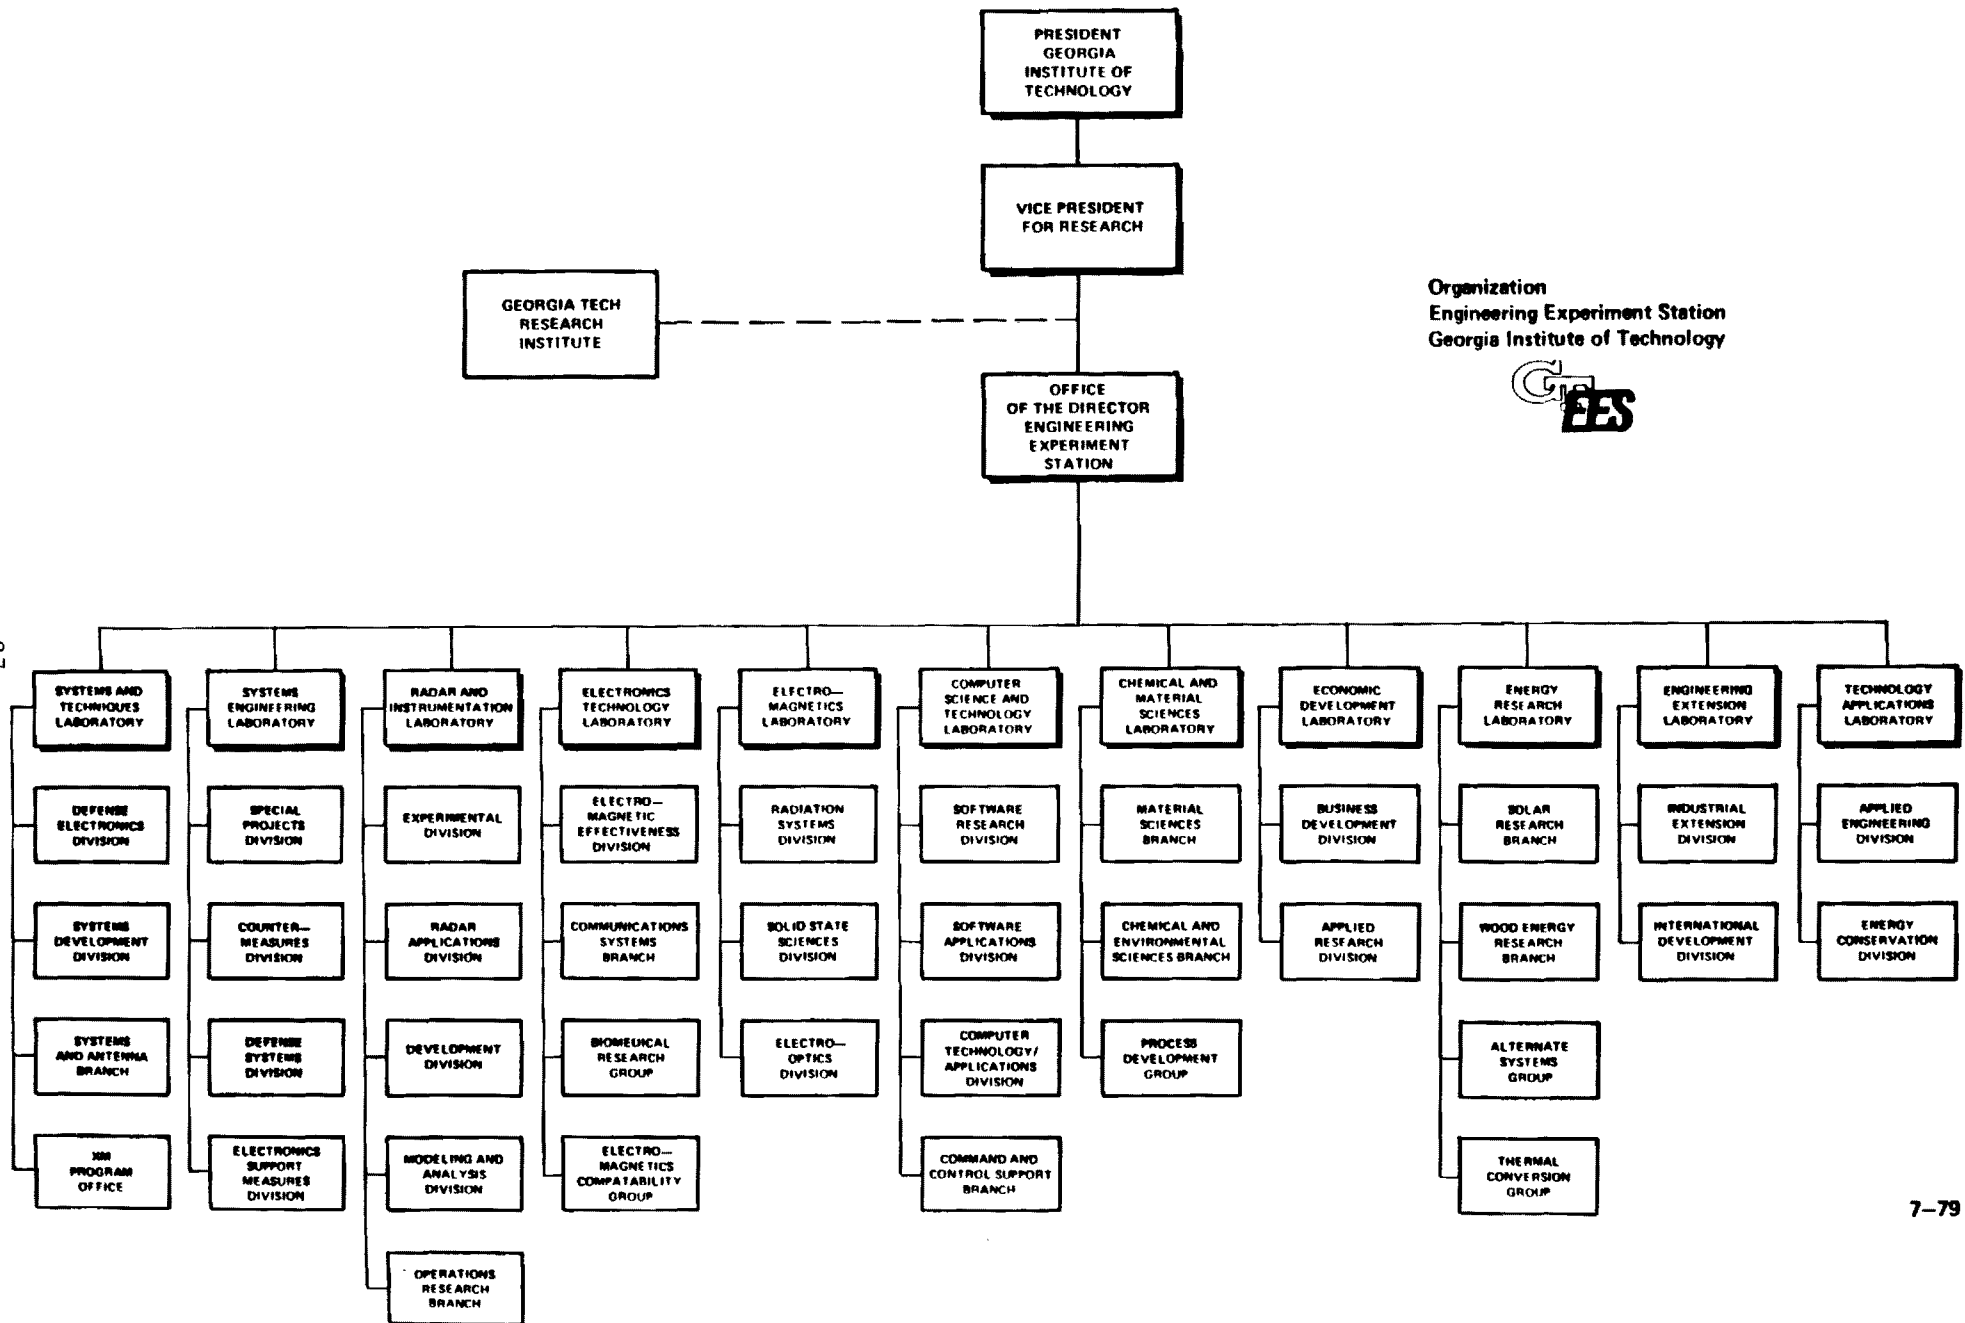 PRESIDENT
GEORGIA
INSTITUTE OF
TECHNOLOGY
VICE PRESIDENT
FOR RESEARCH
GEORGIA TECH
RESEARCH
INSTITUTE
Organization
Engineering Experiment Station
Georgia Institute of Technology
GT
EES
OFFICE
OF THE DIRECTOR
ENGINEERING
EXPERIMENT
STATION
SYSTEMS AND
TECHNIQUES
LABORATORY
DEFENSE
ELECTRONICS
DIVISION
SYSTEMS
DEVELOPMENT
DIVISION
SYSTEMS
AND ANTENNA
BRANCH
XM
PROGRAM
OFFICE
SYSTEMS
ENGINEERING
LABORATORY
SPECIAL
PROJECTS
DIVISION
COUNTER—
MEASURES
DIVISION
DEFENSE
SYSTEMS
DIVISION
ELECTRONICS
SUPPORT
MEASURES
DIVISION
RADAR AND
INSTRUMENTATION
LABORATORY
EXPERIMENTAL
DIVISION
RADAR
APPLICATIONS
DIVISION
DEVELOPMENT
DIVISION
MODELING AND
ANALYSIS
DIVISION
OPERATIONS
RESEARCH
BRANCH
ELECTRONICS
TECHNOLOGY
LABORATORY
ELECTRO—
MAGNETIC
EFFECTIVENESS
DIVISION
COMMUNICATIONS
SYSTEMS
BRANCH
BIOMEDICAL
RESEARCH
GROUP
ELECTRO—
MAGNETICS
COMPATABILITY
GROUP
ELECTRO—
MAGNETICS
LABORATORY
RADIATION
SYSTEMS
DIVISION
SOLID STATE
SCIENCES
DIVISION
ELECTRO—
OPTICS
DIVISION
COMPUTER
SCIENCE AND
TECHNOLOGY
LABORATORY
SOFTWARE
RESEARCH
DIVISION
SOFTWARE
APPLICATIONS
DIVISION
COMPUTER
TECHNOLOGY/
APPLICATIONS
DIVISION
COMMAND AND
CONTROL SUPPORT
BRANCH
CHEMICAL AND
MATERIAL
SCIENCES
LABORATORY
MATERIAL
SCIENCES
BRANCH
CHEMICAL AND
ENVIRONMENTAL
SCIENCES BRANCH
PROCESS
DEVELOPMENT
GROUP
ECONOMIC
DEVELOPMENT
LABORATORY
BUSINESS
DEVELOPMENT
DIVISION
APPLIED
RESEARCH
DIVISION
ENERGY
RESEARCH
LABORATORY
SOLAR
RESEARCH
BRANCH
WOOD ENERGY
RESEARCH
BRANCH
ALTERNATE
SYSTEMS
GROUP
THERMAL
CONVERSION
GROUP
ENGINEERING
EXTENSION
LABORATORY
INDUSTRIAL
EXTENSION
DIVISION
INTERNATIONAL
DEVELOPMENT
DIVISION
TECHNOLOGY
APPLICATIONS
LABORATORY
APPLIED
ENGINEERING
DIVISION
ENERGY
CONSERVATION
DIVISION
7—79